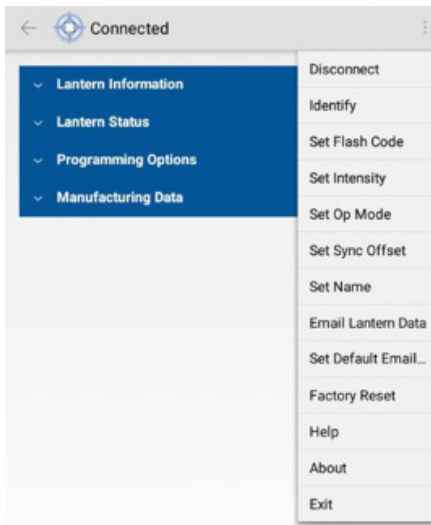 Connected
Lantern Information
Lantern Status
Programming Options
Manufacturing Data
Disconnect
Identify
Set Flash Code
Set Intensity
Set Op Mode
Set Sync Offset
Set Name
Email Lantern Data
Set Default Email...
Factory Reset
Help
About
Exit